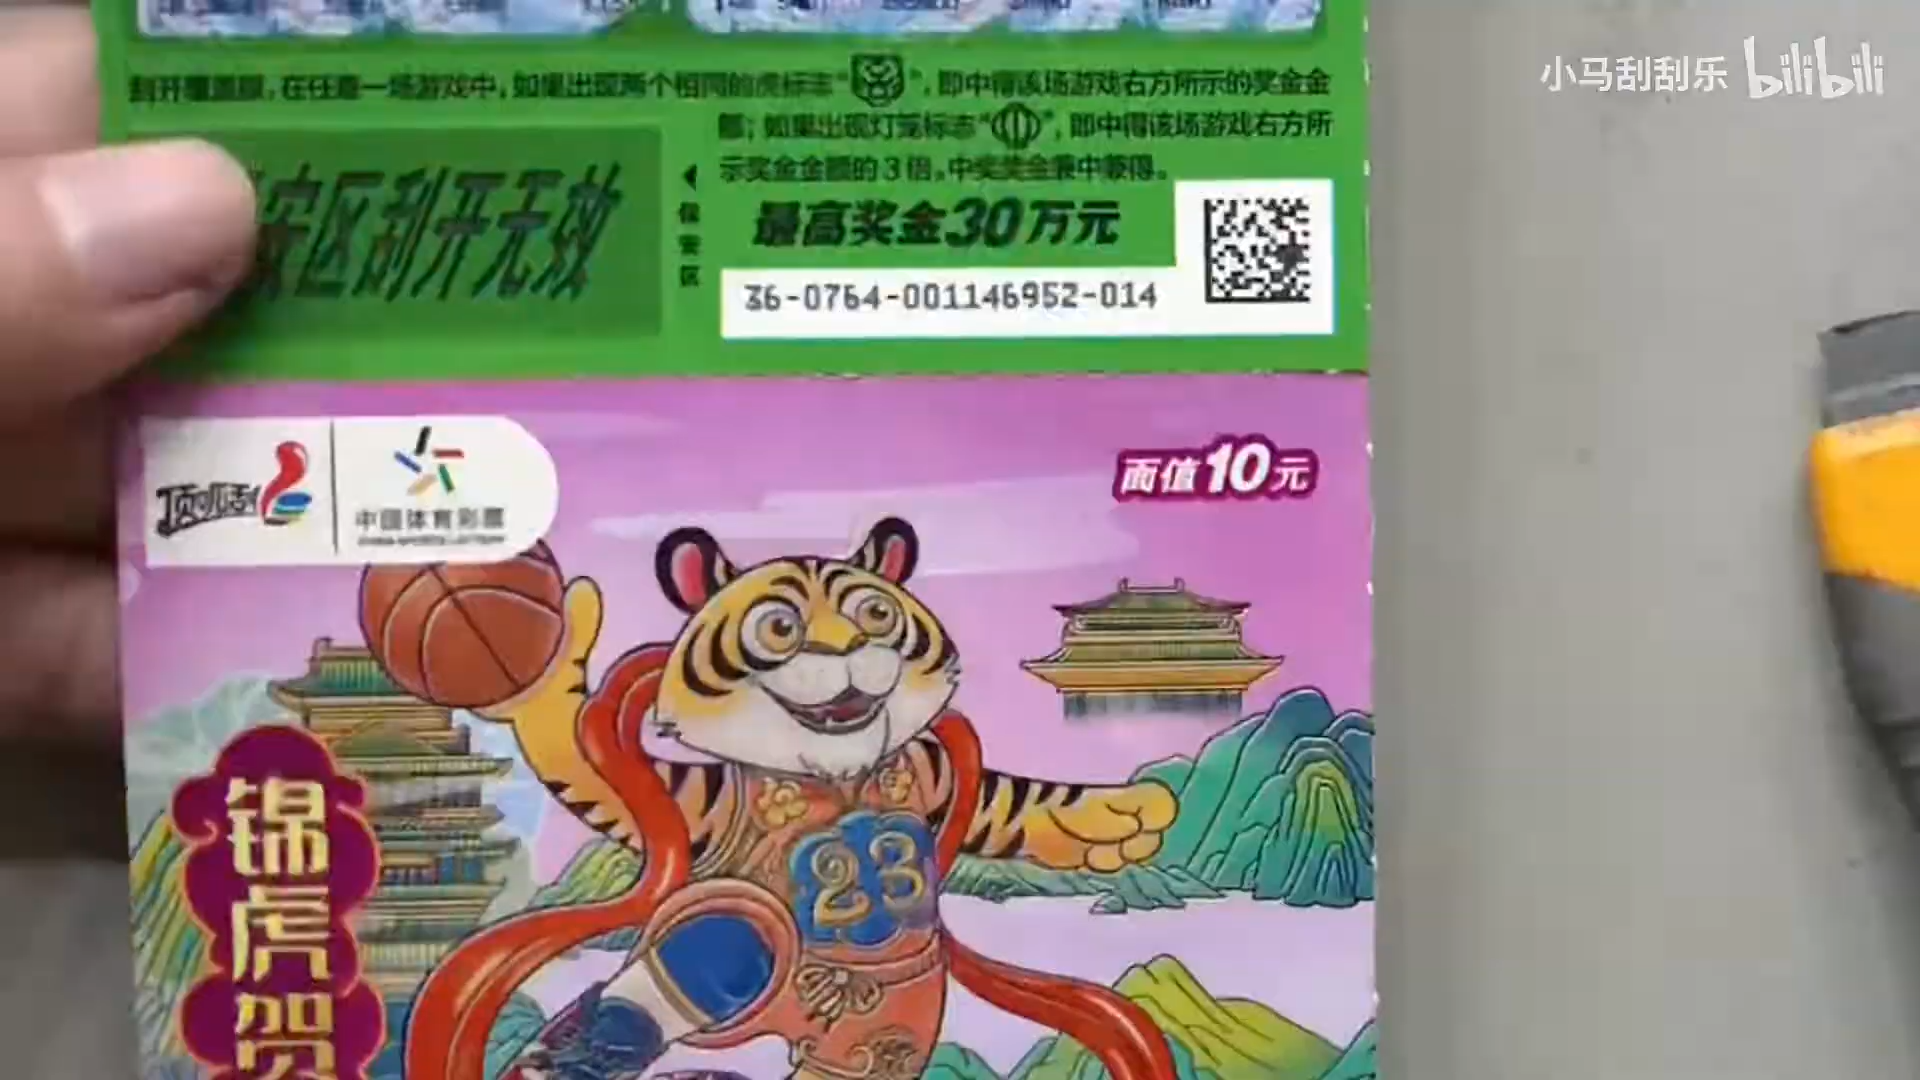 小马刮刮乐 bilibili
刮开覆盖膜，在任意一场游戏中，如果出现两个相同的虎标志“ ”，即中得该场游戏右方所示的奖金金
额；如果出现灯笼标志“ ”，即中得该场游戏右方所
示奖金金额的3倍。中奖奖金兼中兼得。
安区刮开无效
保安区
最高奖金30万元
36-0764-001146952-014
顶呱刮
中国体育彩票
CHINA SPORTS LOTTERY
面值10元
23
锦虎贺